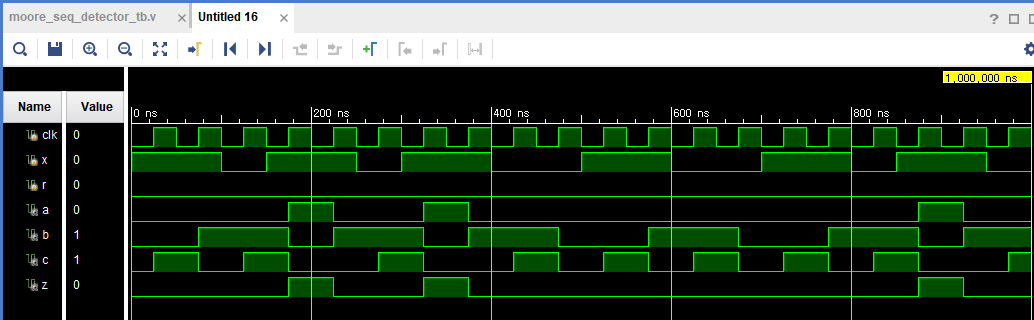 moore_seq_detector_tb.v × Untitled 16 ×
?
1,000,000 ns
Name Value
0 ns 200 ns 400 ns 600 ns 800 ns
clk 0
x 0
r 0
a 0
b 1
c 1
z 0